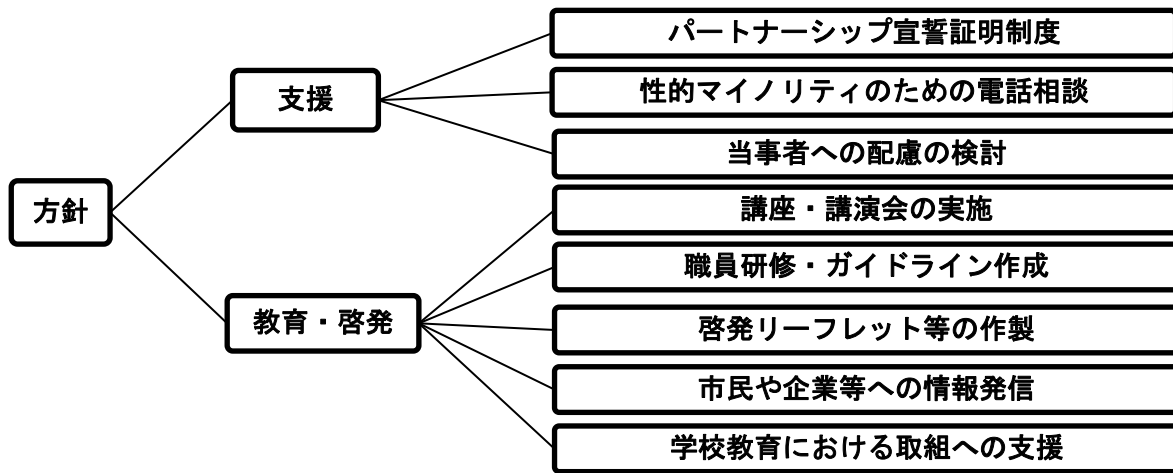 方針
支援
パートナーシップ宣誓証明制度
性的マイノリティのための電話相談
当事者への配慮の検討
教育・啓発
講座・講演会の実施
職員研修・ガイドライン作成
啓発リーフレット等の作製
市民や企業等への情報発信
学校教育における取組への支援